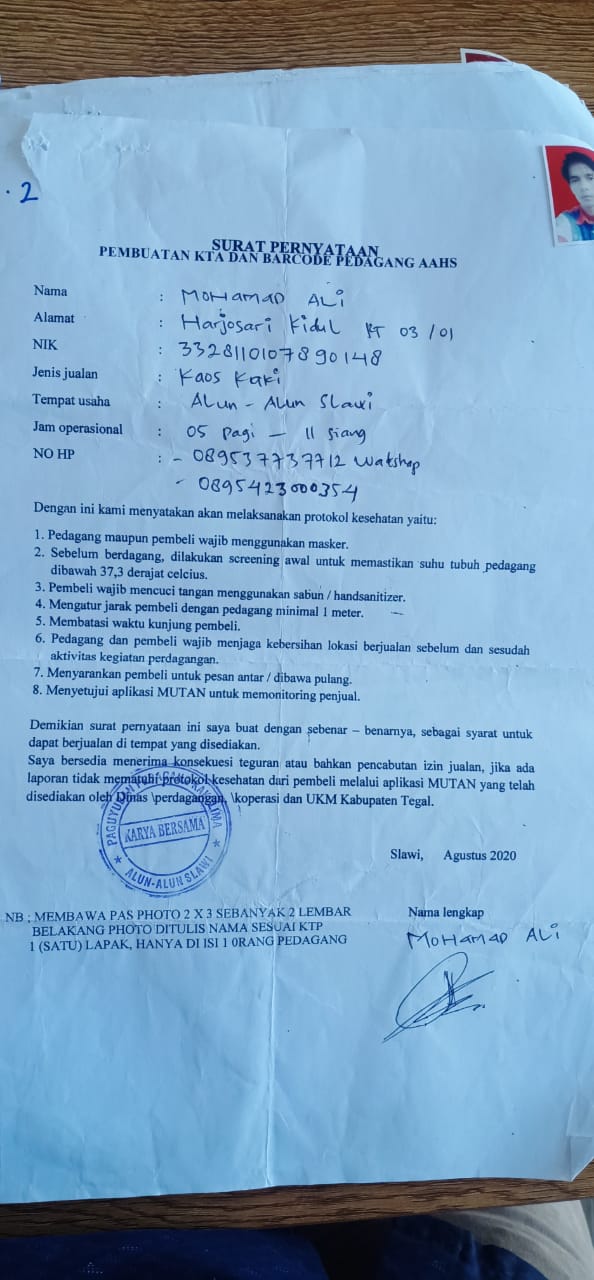 . 2
SURAT PERNYATAAN
PEMBUATAN KTA DAN BARCODE PEDAGANG AAHS
Nama : MOHamaD ALi
Alamat : Harjosari Kidul RT 03 /01
NIK : 3328110107890148
Jenis jualan : Kaos Kaki
Tempat usaha : ALun - ALun Slawi
Jam operasional : 05 Pagi - 11 Siang
NO HP : - 0895377377712 Watshap
- 0895423000354
Dengan ini kami menyatakan akan melaksanakan protokol kesehatan yaitu:
1. Pedagang maupun pembeli wajib menggunakan masker.
2. Sebelum berdagang, dilakukan screening awal untuk memastikan suhu tubuh pedagang
dibawah 37,3 derajat celcius.
3. Pembeli wajib mencuci tangan menggunakan sabun / handsanitizer.
4. Mengatur jarak pembeli dengan pedagang minimal 1 meter.
5. Membatasi waktu kunjung pembeli.
6. Pedagang dan pembeli wajib menjaga kebersihan lokasi berjualan sebelum dan sesudah
aktivitas kegiatan perdagangan.
7. Menyarankan pembeli untuk pesan antar / dibawa pulang.
8. Menyetujui aplikasi MUTAN untuk memonitoring penjual.
Demikian surat pernyataan ini saya buat dengan sebenar – benarnya, sebagai syarat untuk
dapat berjualan di tempat yang disediakan.
Saya bersedia menerima konsekuesi teguran atau bahkan pencabutan izin jualan, jika ada
laporan tidak mematuhi protokol kesehatan dari pembeli melalui aplikasi MUTAN yang telah
disediakan oleh Dinas \perdagangan, \koperasi dan UKM Kabupaten Tegal.
KARYA BERSAMA
ALUN-ALUN SLAWI
Slawi, Agustus 2020
NB : MEMBAWA PAS PHOTO 2 X 3 SEBANYAK 2 LEMBAR
BELAKANG PHOTO DITULIS NAMA SESUAI KTP
1 (SATU) LAPAK, HANYA DI ISI 1 0RANG PEDAGANG
Nama lengkap
MOHamaD ALi